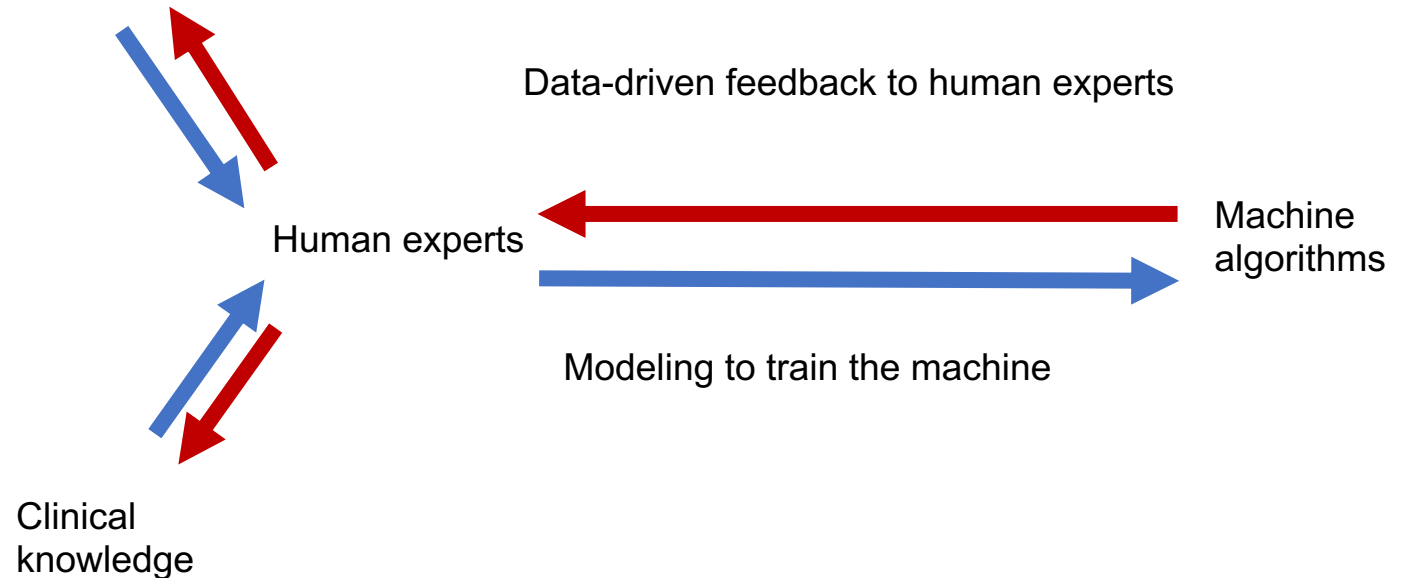 Data-driven feedback to human experts
Human experts
Machine
algorithms
Modeling to train the machine
Clinical
knowledge